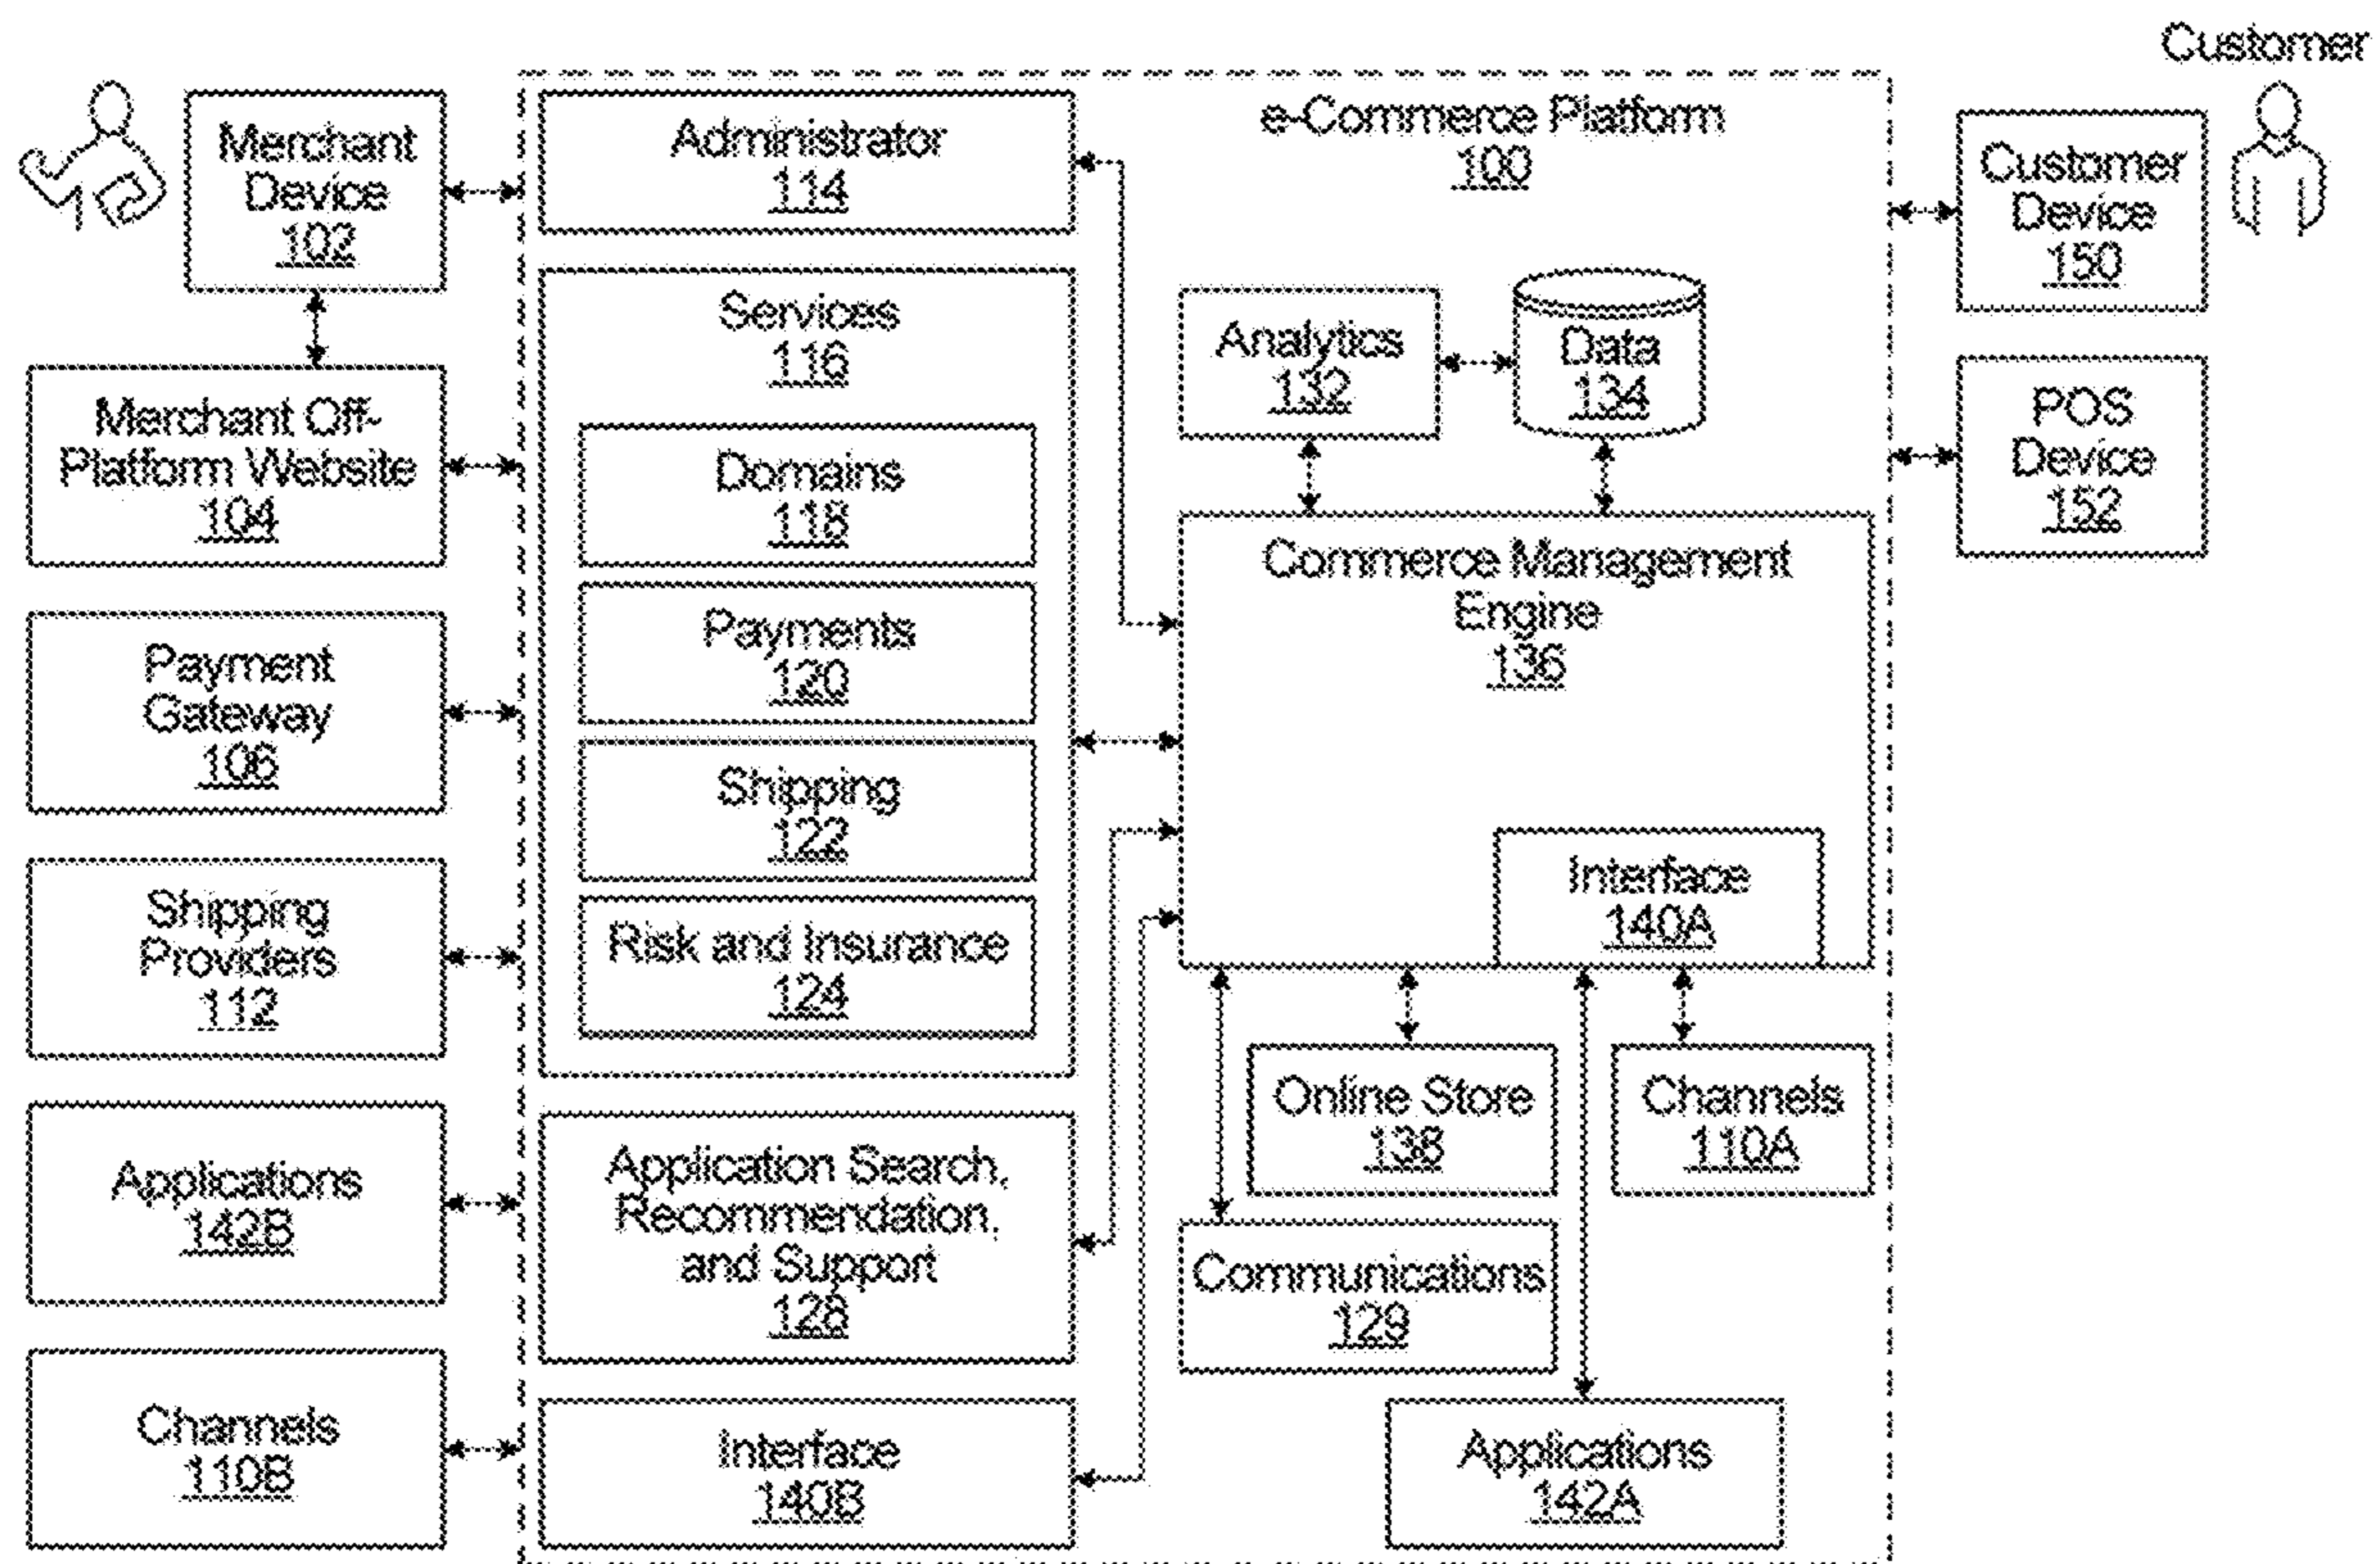 Customer
Merchant
Device
102
Merchant Off-
Platform Website
104
Payment
Gateway
106
Shipping
Providers
112
Applications
142B
Channels
110B
Administrator
114
Services
116
Domains
118
Payments
120
Shipping
122
Risk and Insurance
124
Application Search,
Recommendation,
and Support
128
Interface
140B
e-Commerce Platform
100
Analytics
132
Data
134
Commerce Management
Engine
136
Interface
140A
Online Store
138
Channels
110A
Communications
129
Applications
142A
Customer
Device
150
POS
Device
152